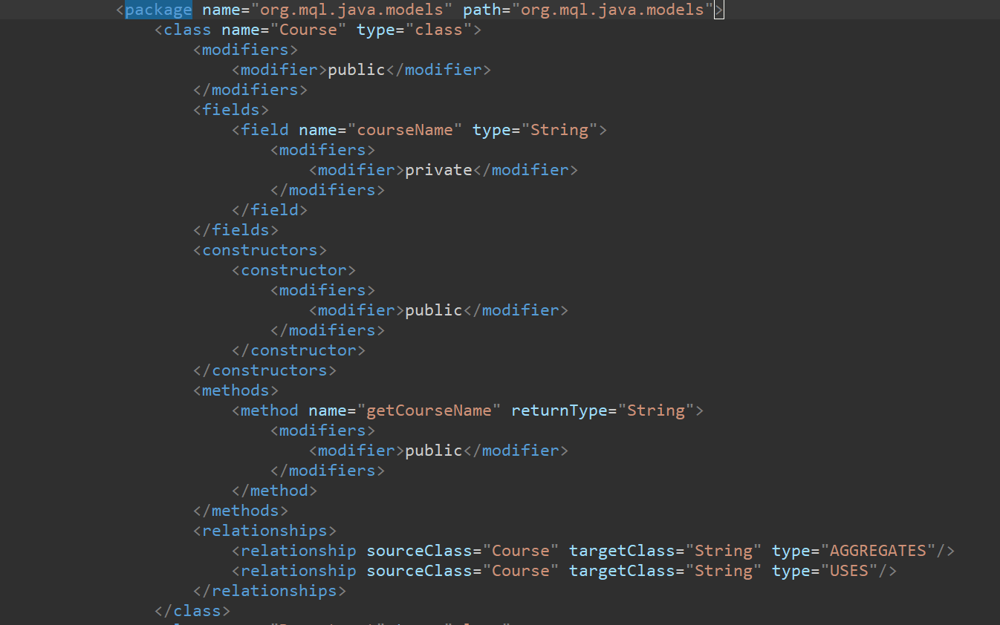 <package name="org.mql.java.models" path="org.mql.java.models">
<class name="Course" type="class">
<modifiers>
<modifier>public</modifier>
</modifiers>
<fields>
<field name="courseName" type="String">
<modifiers>
<modifier>private</modifier>
</modifiers>
</field>
</fields>
<constructors>
<constructor>
<modifiers>
<modifier>public</modifier>
</modifiers>
</constructor>
</constructors>
<methods>
<method name="getCourseName" returnType="String">
<modifiers>
<modifier>public</modifier>
</modifiers>
</method>
</methods>
<relationships>
<relationship sourceClass="Course" targetClass="String" type="AGGREGATES"/>
<relationship sourceClass="Course" targetClass="String" type="USES"/>
</relationships>
</class>